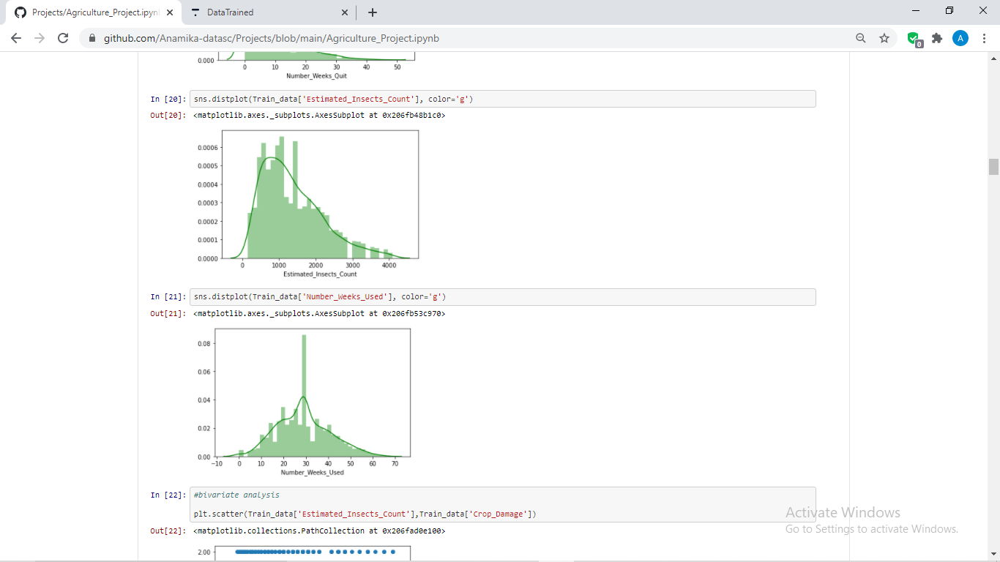 Projects/Agriculture_Project.ipyn
DataTrained
github.com/Anamika-datasc/Projects/blob/main/Agriculture_Project.ipynb
0
A
0.000
0 10 20 30 40 50
Number_Weeks_Quit
In [20]: sns.distplot(Train_data['Estimated_Insects_Count'], color='g')
Out[20]: <matplotlib.axes._subplots.AxesSubplot at 0x206fb48b1c0>
0.0006
0.0005
0.0004
0.0003
0.0002
0.0001
0.0000
0 1000 2000 3000 4000
Estimated_Insects_Count
In [21]: sns.distplot(Train_data['Number_Weeks_Used'], color='g')
Out[21]: <matplotlib.axes._subplots.AxesSubplot at 0x206fb53c970>
0.08
0.06
0.04
0.02
0.00
−10 0 10 20 30 40 50 60 70
Number_Weeks_Used
In [22]: #bivariate analysis
plt.scatter(Train_data['Estimated_Insects_Count'],Train_data['Crop_Damage'])
Out[22]: <matplotlib.collections.PathCollection at 0x206fad0e100>
2.00
Activate Windows
Go to Settings to activate Windows.